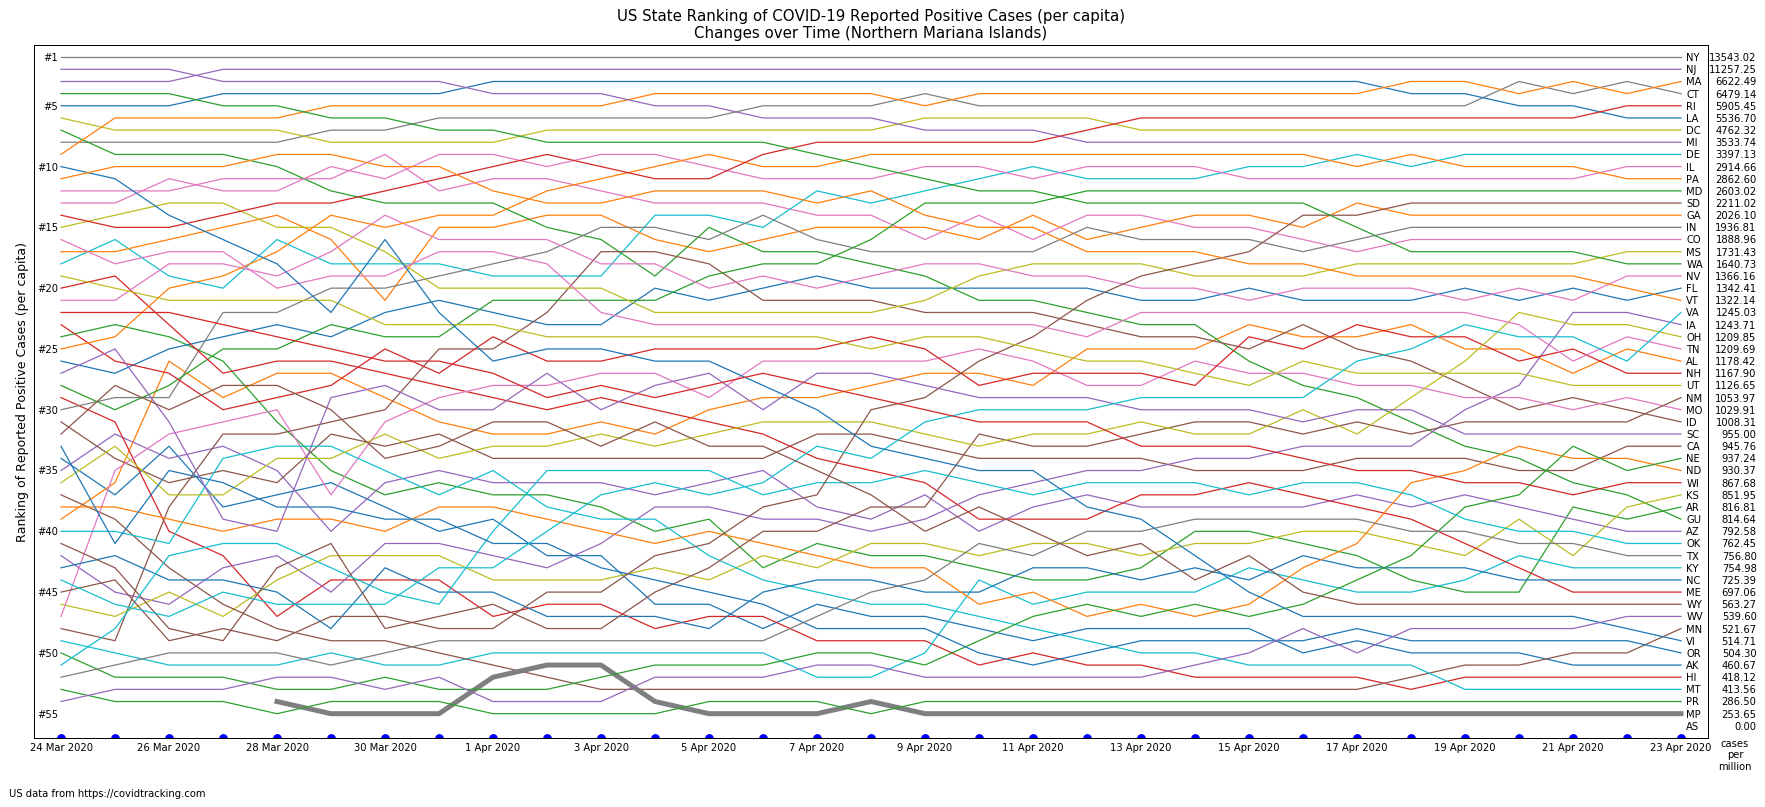 US State Ranking of COVID-19 Reported Positive Cases (per capita)
Changes over Time (Northern Mariana Islands)
Ranking of Reported Positive Cases (per capita)
#1
#5
#10
#15
#20
#25
#30
#35
#40
#45
#50
#55
NY 13543.02
NJ 11257.25
MA 6622.49
CT 6479.14
RI 5905.45
LA 5536.70
DC 4762.32
MI 3533.74
DE 3397.13
IL 2914.66
PA 2862.60
MD 2603.02
SD 2211.02
GA 2026.10
IN 1936.81
CO 1888.96
MS 1731.43
WA 1640.73
NV 1366.16
FL 1342.41
VT 1322.14
VA 1245.03
IA 1243.71
OH 1209.85
TN 1209.69
AL 1178.42
NH 1167.90
UT 1126.65
NM 1053.97
MO 1029.91
ID 1008.31
SC 955.00
CA 945.76
NE 937.24
ND 930.37
WI 867.68
KS 851.95
AR 816.81
GU 814.64
AZ 792.58
OK 762.45
TX 756.80
KY 754.98
NC 725.39
ME 697.06
WY 563.27
WV 539.60
MN 521.67
VI 514.71
OR 504.30
AK 460.67
HI 418.12
MT 413.56
PR 286.50
MP 253.65
AS 0.00
24 Mar 2020 26 Mar 2020 28 Mar 2020 30 Mar 2020 1 Apr 2020 3 Apr 2020 5 Apr 2020 7 Apr 2020 9 Apr 2020 11 Apr 2020 13 Apr 2020 15 Apr 2020 17 Apr 2020 19 Apr 2020 21 Apr 2020 23 Apr 2020
cases
per
million
US data from https://covidtracking.com